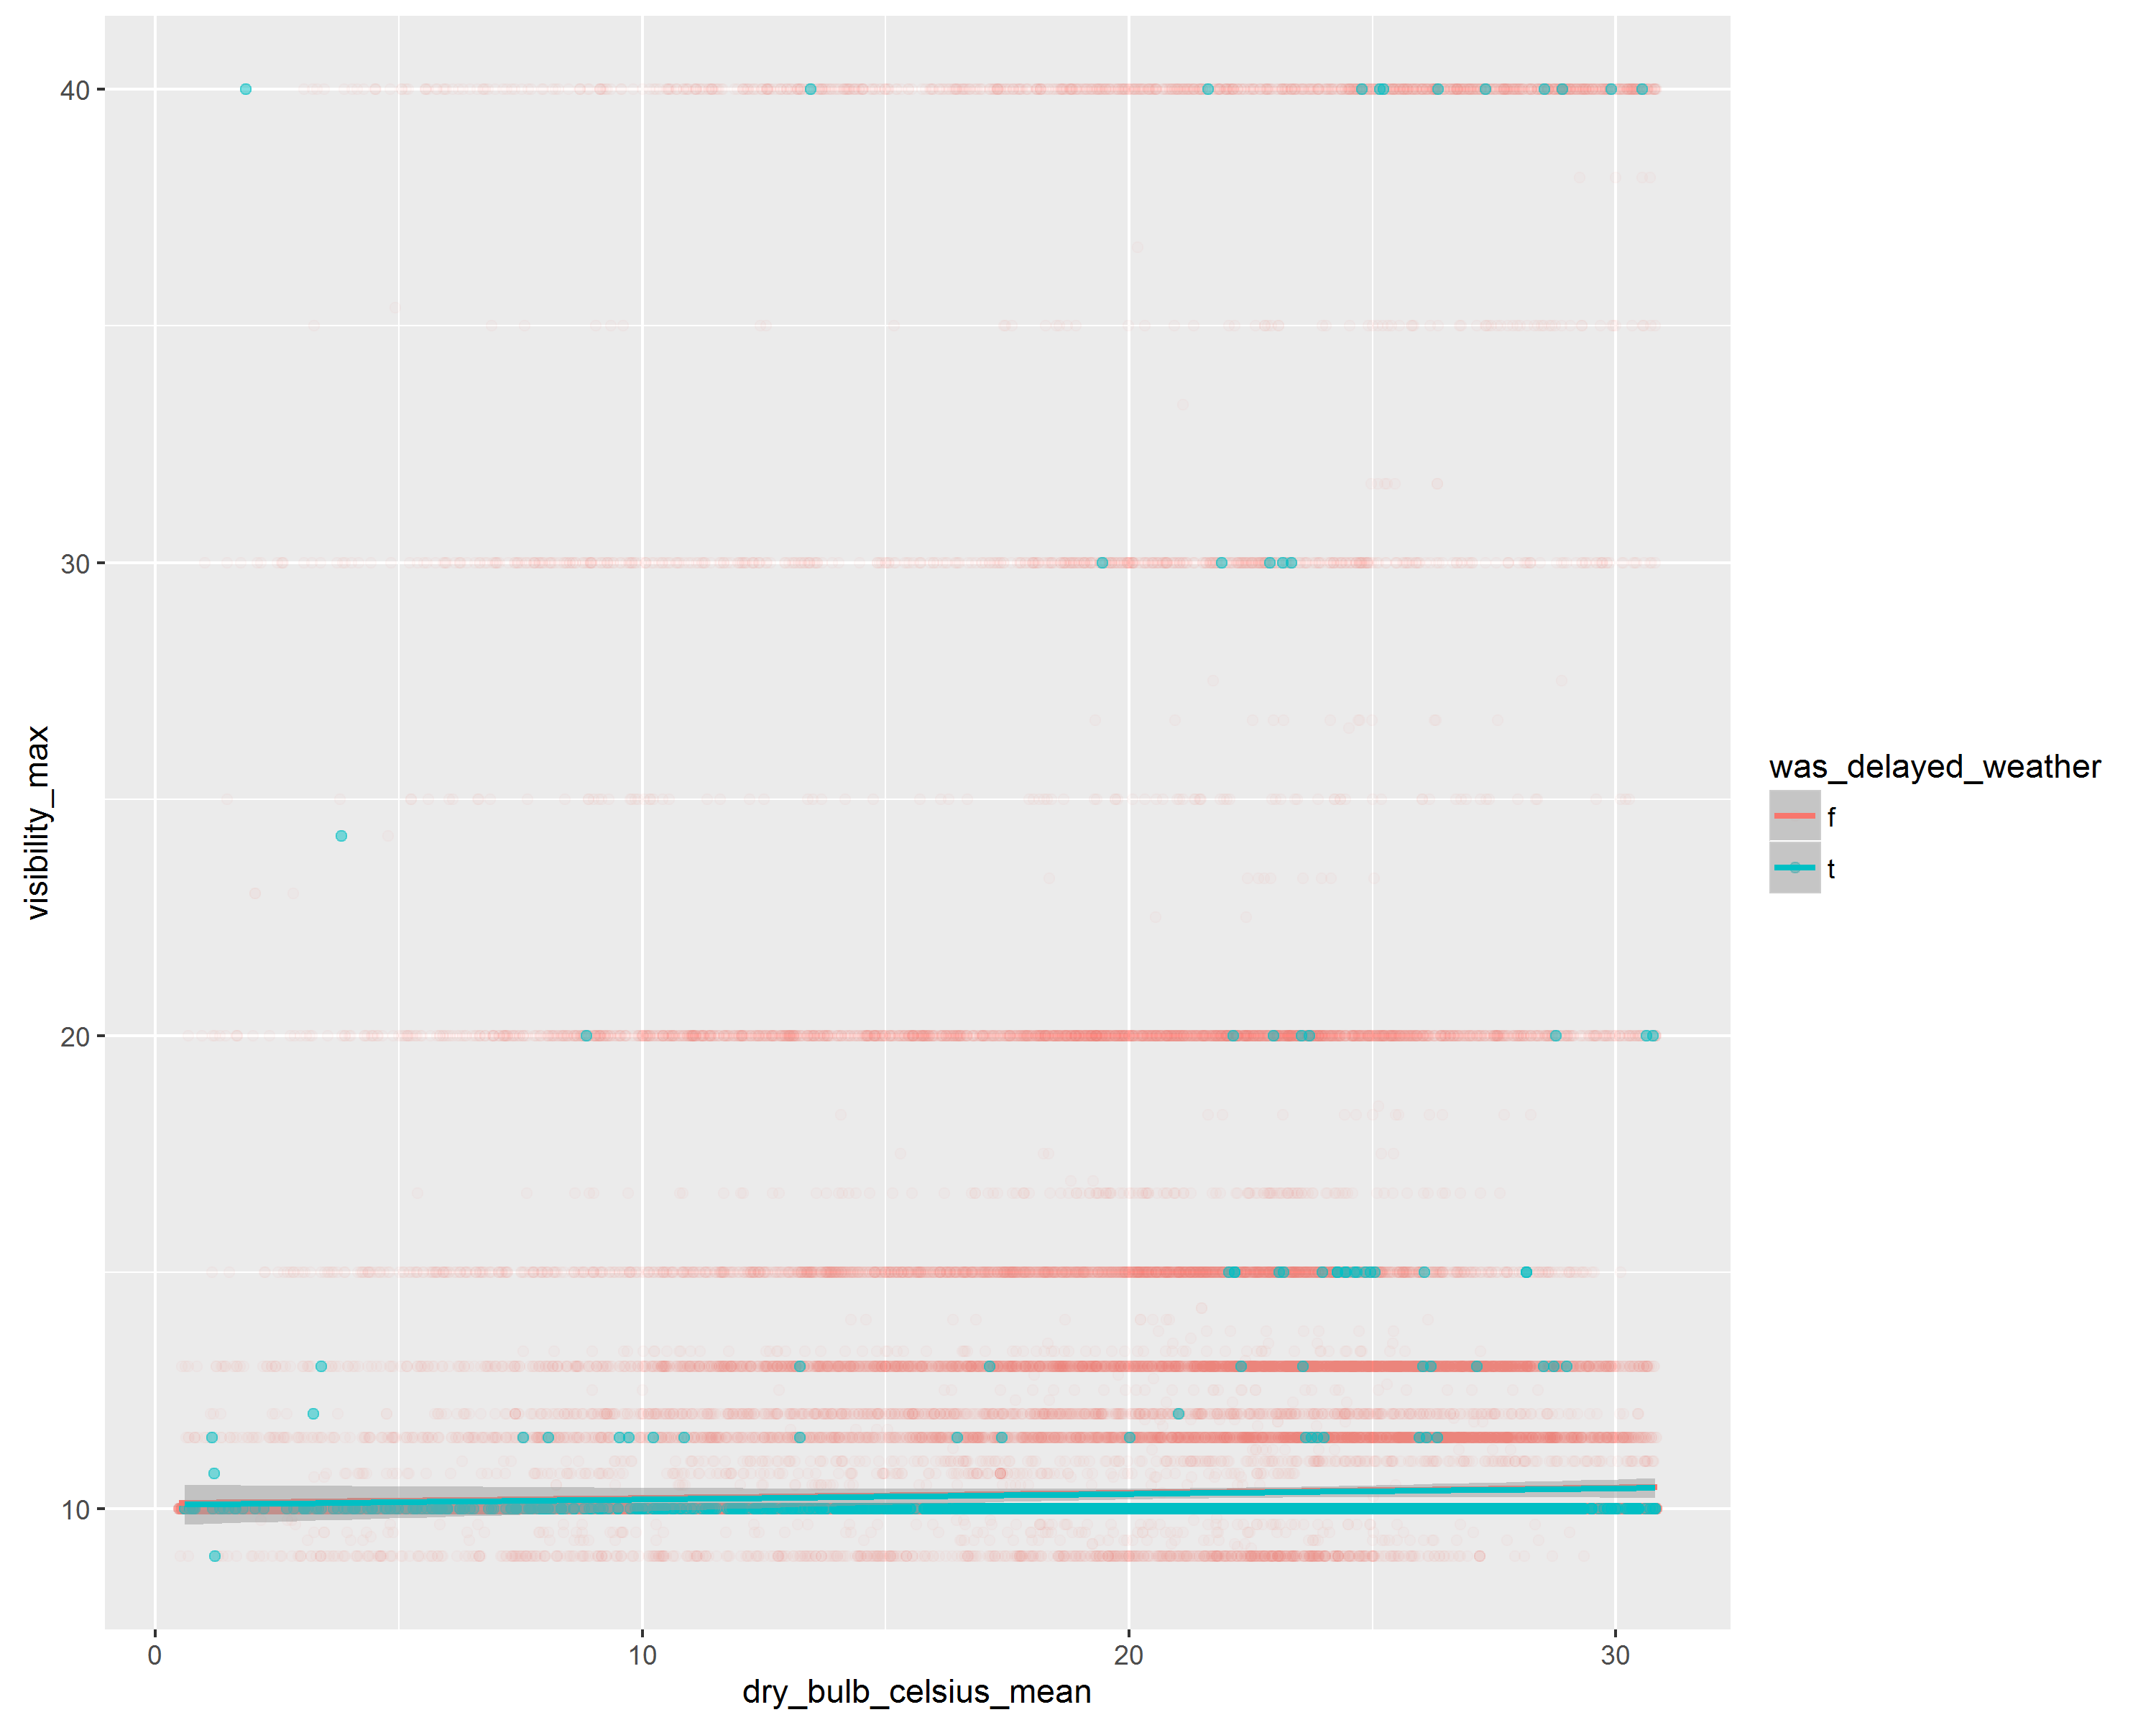 40
30
20
10
visibility_max
0 10 20 30
dry_bulb_celsius_mean
was_delayed_weather
f
t